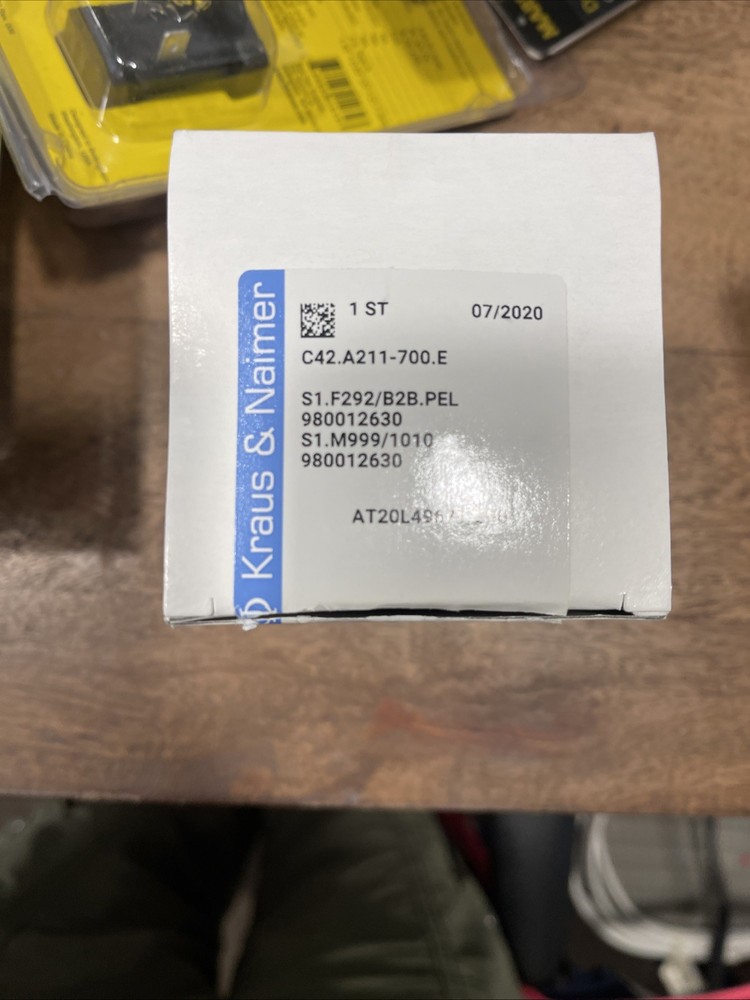 Kraus & Naimer
1 ST 07/2020
C42.A211-700.E
S1.F292/B2B.PEL
980012630
S1.M999/1010
980012630